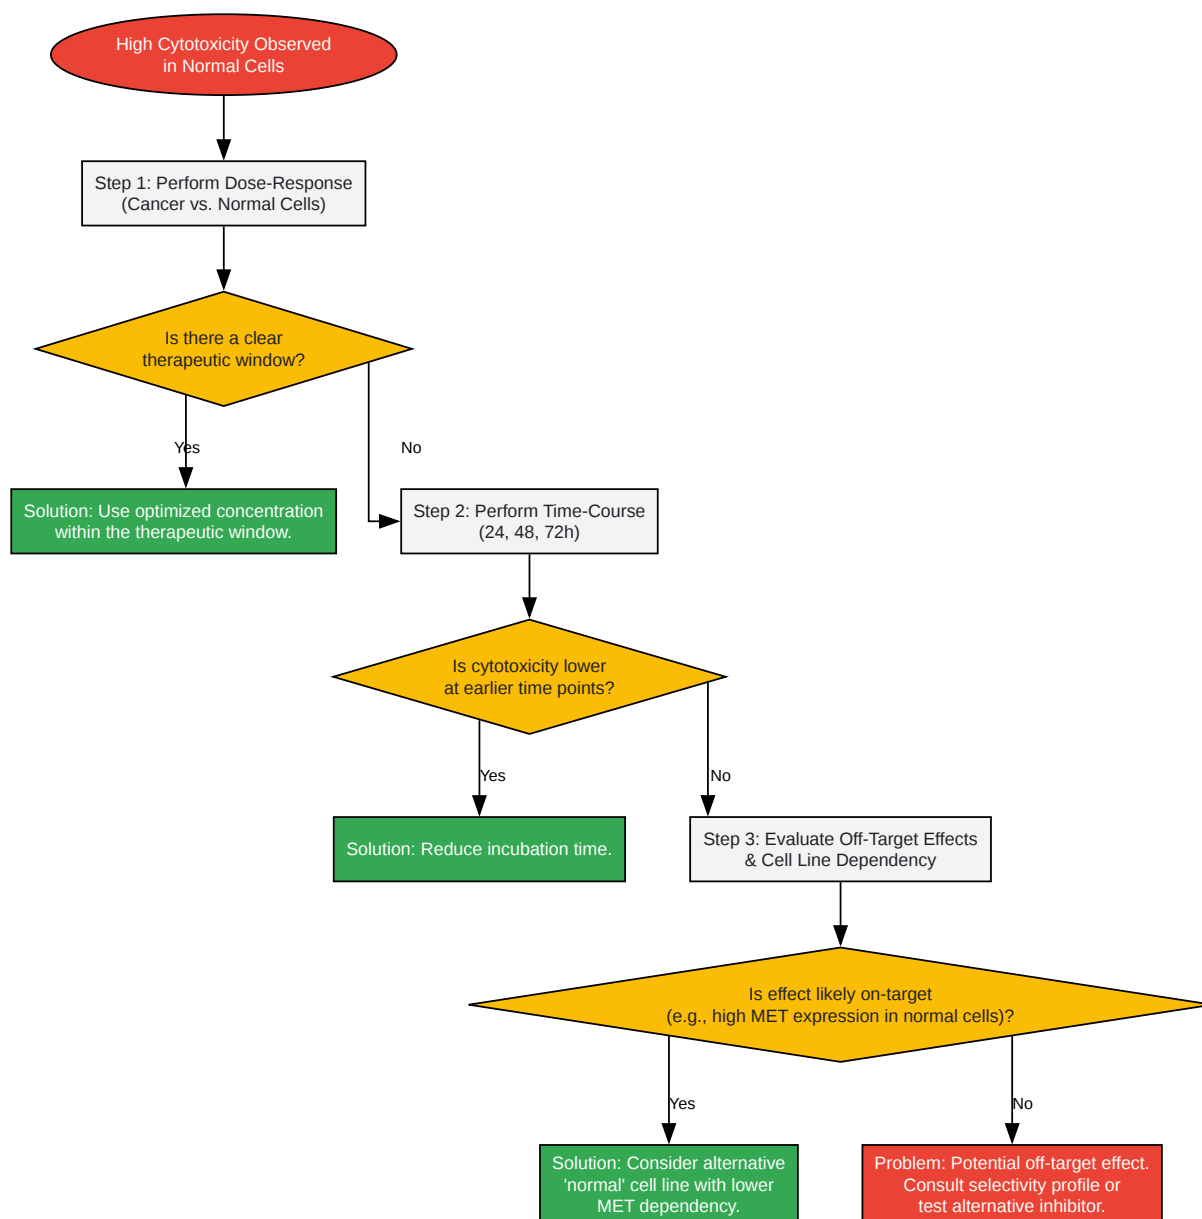 High Cytotoxicity Observed
in Normal Cells
Step 1: Perform Dose-Response
(Cancer vs. Normal Cells)
Is there a clear
therapeutic window?
Yes
No
Solution: Use optimized concentration
within the therapeutic window.
Step 2: Perform Time-Course
(24, 48, 72h)
Is cytotoxicity lower
at earlier time points?
Yes
No
Solution: Reduce incubation time.
Step 3: Evaluate Off-Target Effects
& Cell Line Dependency
Is effect likely on-target
(e.g., high MET expression in normal cells)?
Yes
No
Solution: Consider alternative
'normal' cell line with lower
MET dependency.
Problem: Potential off-target effect.
Consult selectivity profile or
test alternative inhibitor.